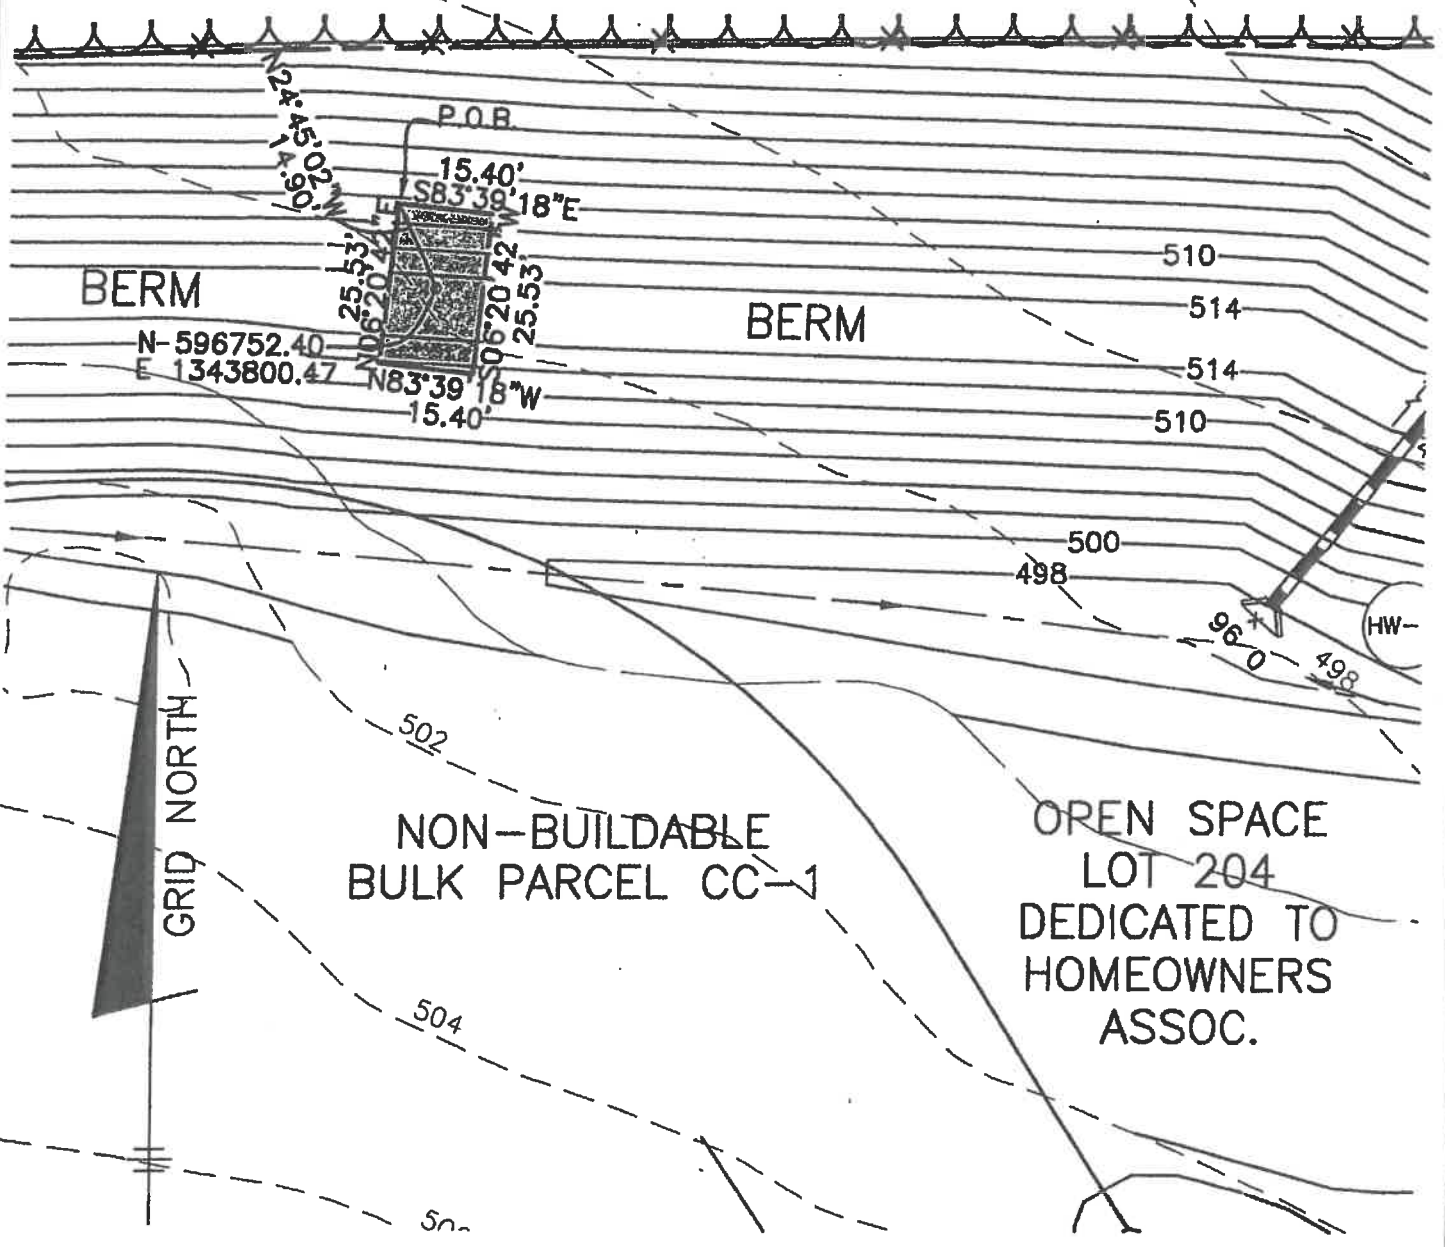 N24°45'02"W
14.90'
P.O.B.
15.40'
S83°39'18"E
N06°20'42"E
25.53'
S06°20'42"W
25.53'
N83°39'18"W
15.40'
BERM
N-596752.40
E 1343800.47
BERM
510
514
514
510
500
498
96.0
498
HW-
GRID NORTH
502
NON-BUILDABLE
BULK PARCEL CC-1
OPEN SPACE
LOT 204
DEDICATED TO
HOMEOWNERS
ASSOC.
504